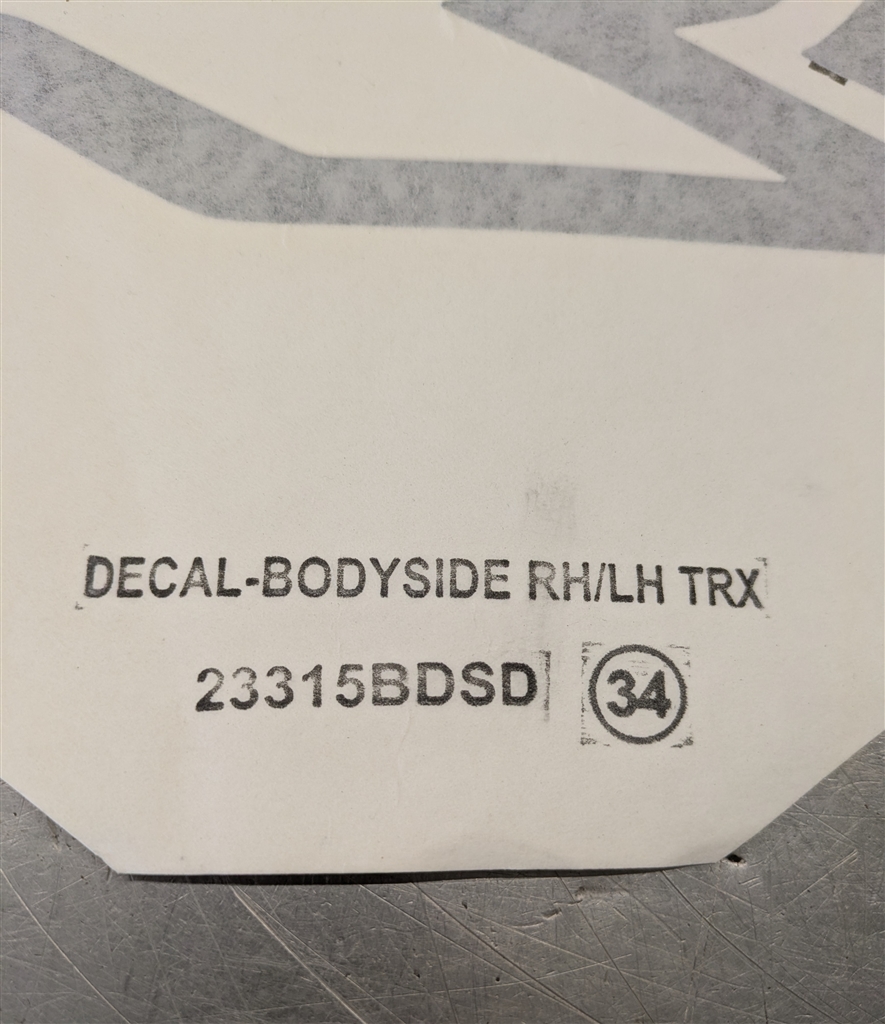 DECAL-BODYSIDE RH/LH TRX
23315BDSD 34